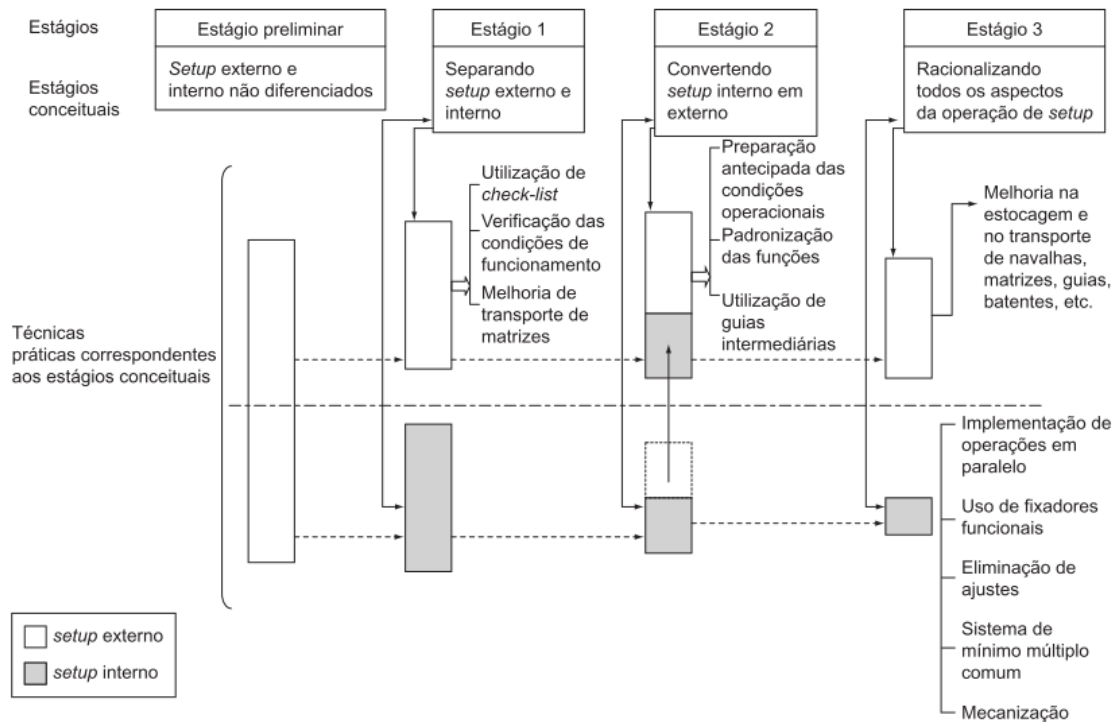 Estágios
Estágio preliminar
Estágio 1
Estágio 2
Estágio 3
Estágios
conceituais
Setup externo e
interno não diferenciados
Separando
setup externo e
interno
Convertendo
setup interno em
externo
Racionalizando
todos os aspectos
da operação de setup
Técnicas
práticas correspondentes
aos estágios conceituais
Utilização de
check-list
Verificação das
condições de
funcionamento
Melhoria de
transporte de
matrizes
Preparação
antecipada das
condições
operacionais
Padronização
das funções
Utilização de
guias
intermediárias
Melhoria na
estocagem e
no transporte
de navalhas,
matrizes, guias,
batentes, etc.
Implementação de
operações em
paralelo
Uso de fixadores
funcionais
Eliminação de
ajustes
Sistema de
mínimo múltiplo
comum
Mecanização
setup externo
setup interno